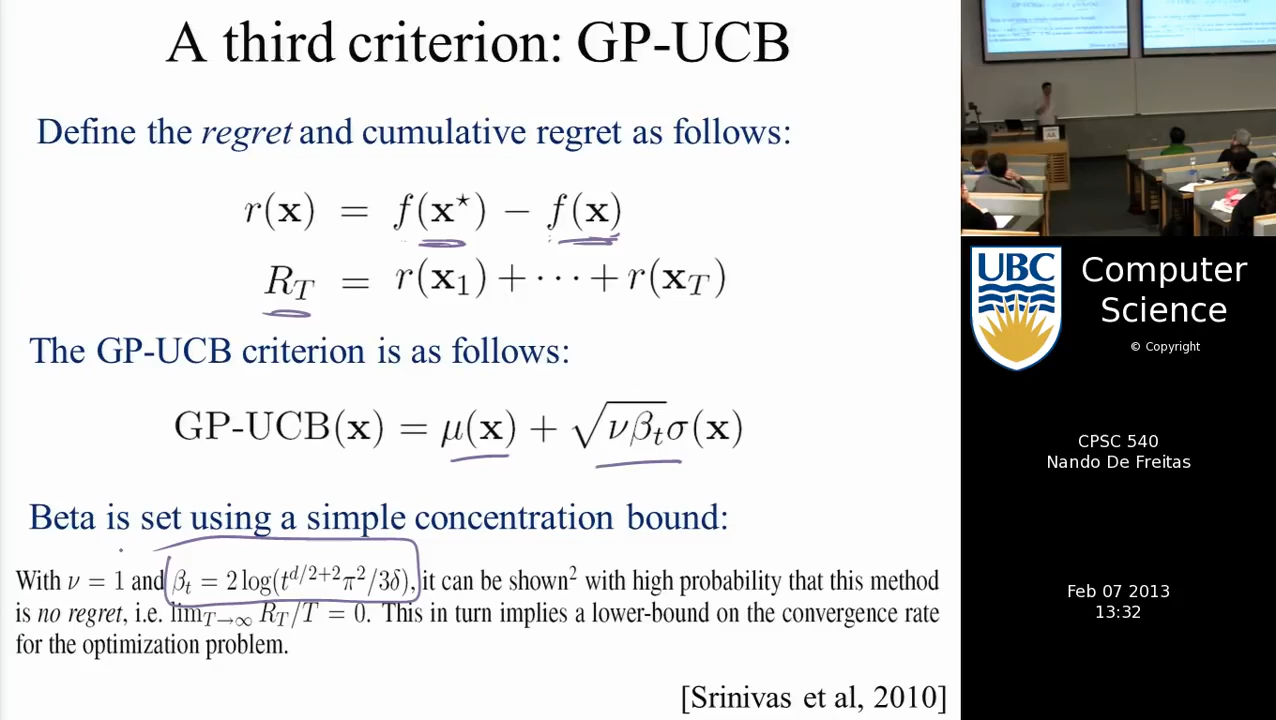 A third criterion: GP-UCB
Define the regret and cumulative regret as follows:
r(x) = f(x⋆) − f(x)
R_T = r(x₁) + · · · + r(x_T)
The GP-UCB criterion is as follows:
GP-UCB(x) = μ(x) + √(νβ_t)σ(x)
Beta is set using a simple concentration bound:
With ν = 1 and β_t = 2 log(t^{d/2+2}π²/3δ), it can be shown² with high probability that this method
is no regret, i.e. lim_{T→∞} R_T/T = 0. This in turn implies a lower-bound on the convergence rate
for the optimization problem.
[Srinivas et al, 2010]
UBC
Computer
Science
© Copyright
CPSC 540
Nando De Freitas
Feb 07 2013
13:32